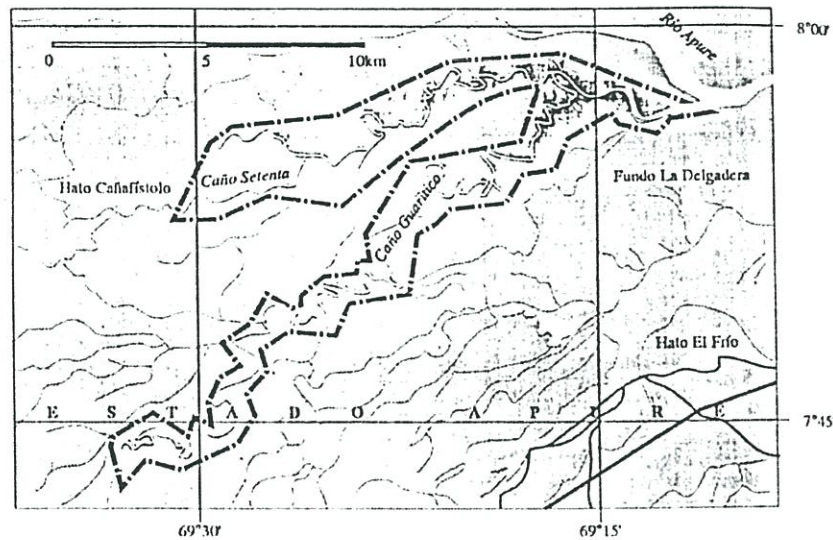 8°00'
Río Apure
0 5 10km
Hato Cañafístolo
Caño Setenta
Fundo La Delgadera
Caño Guaritico
Hato El Frío
E S T A D O A P U R E
7°45
69°30'
69°15'